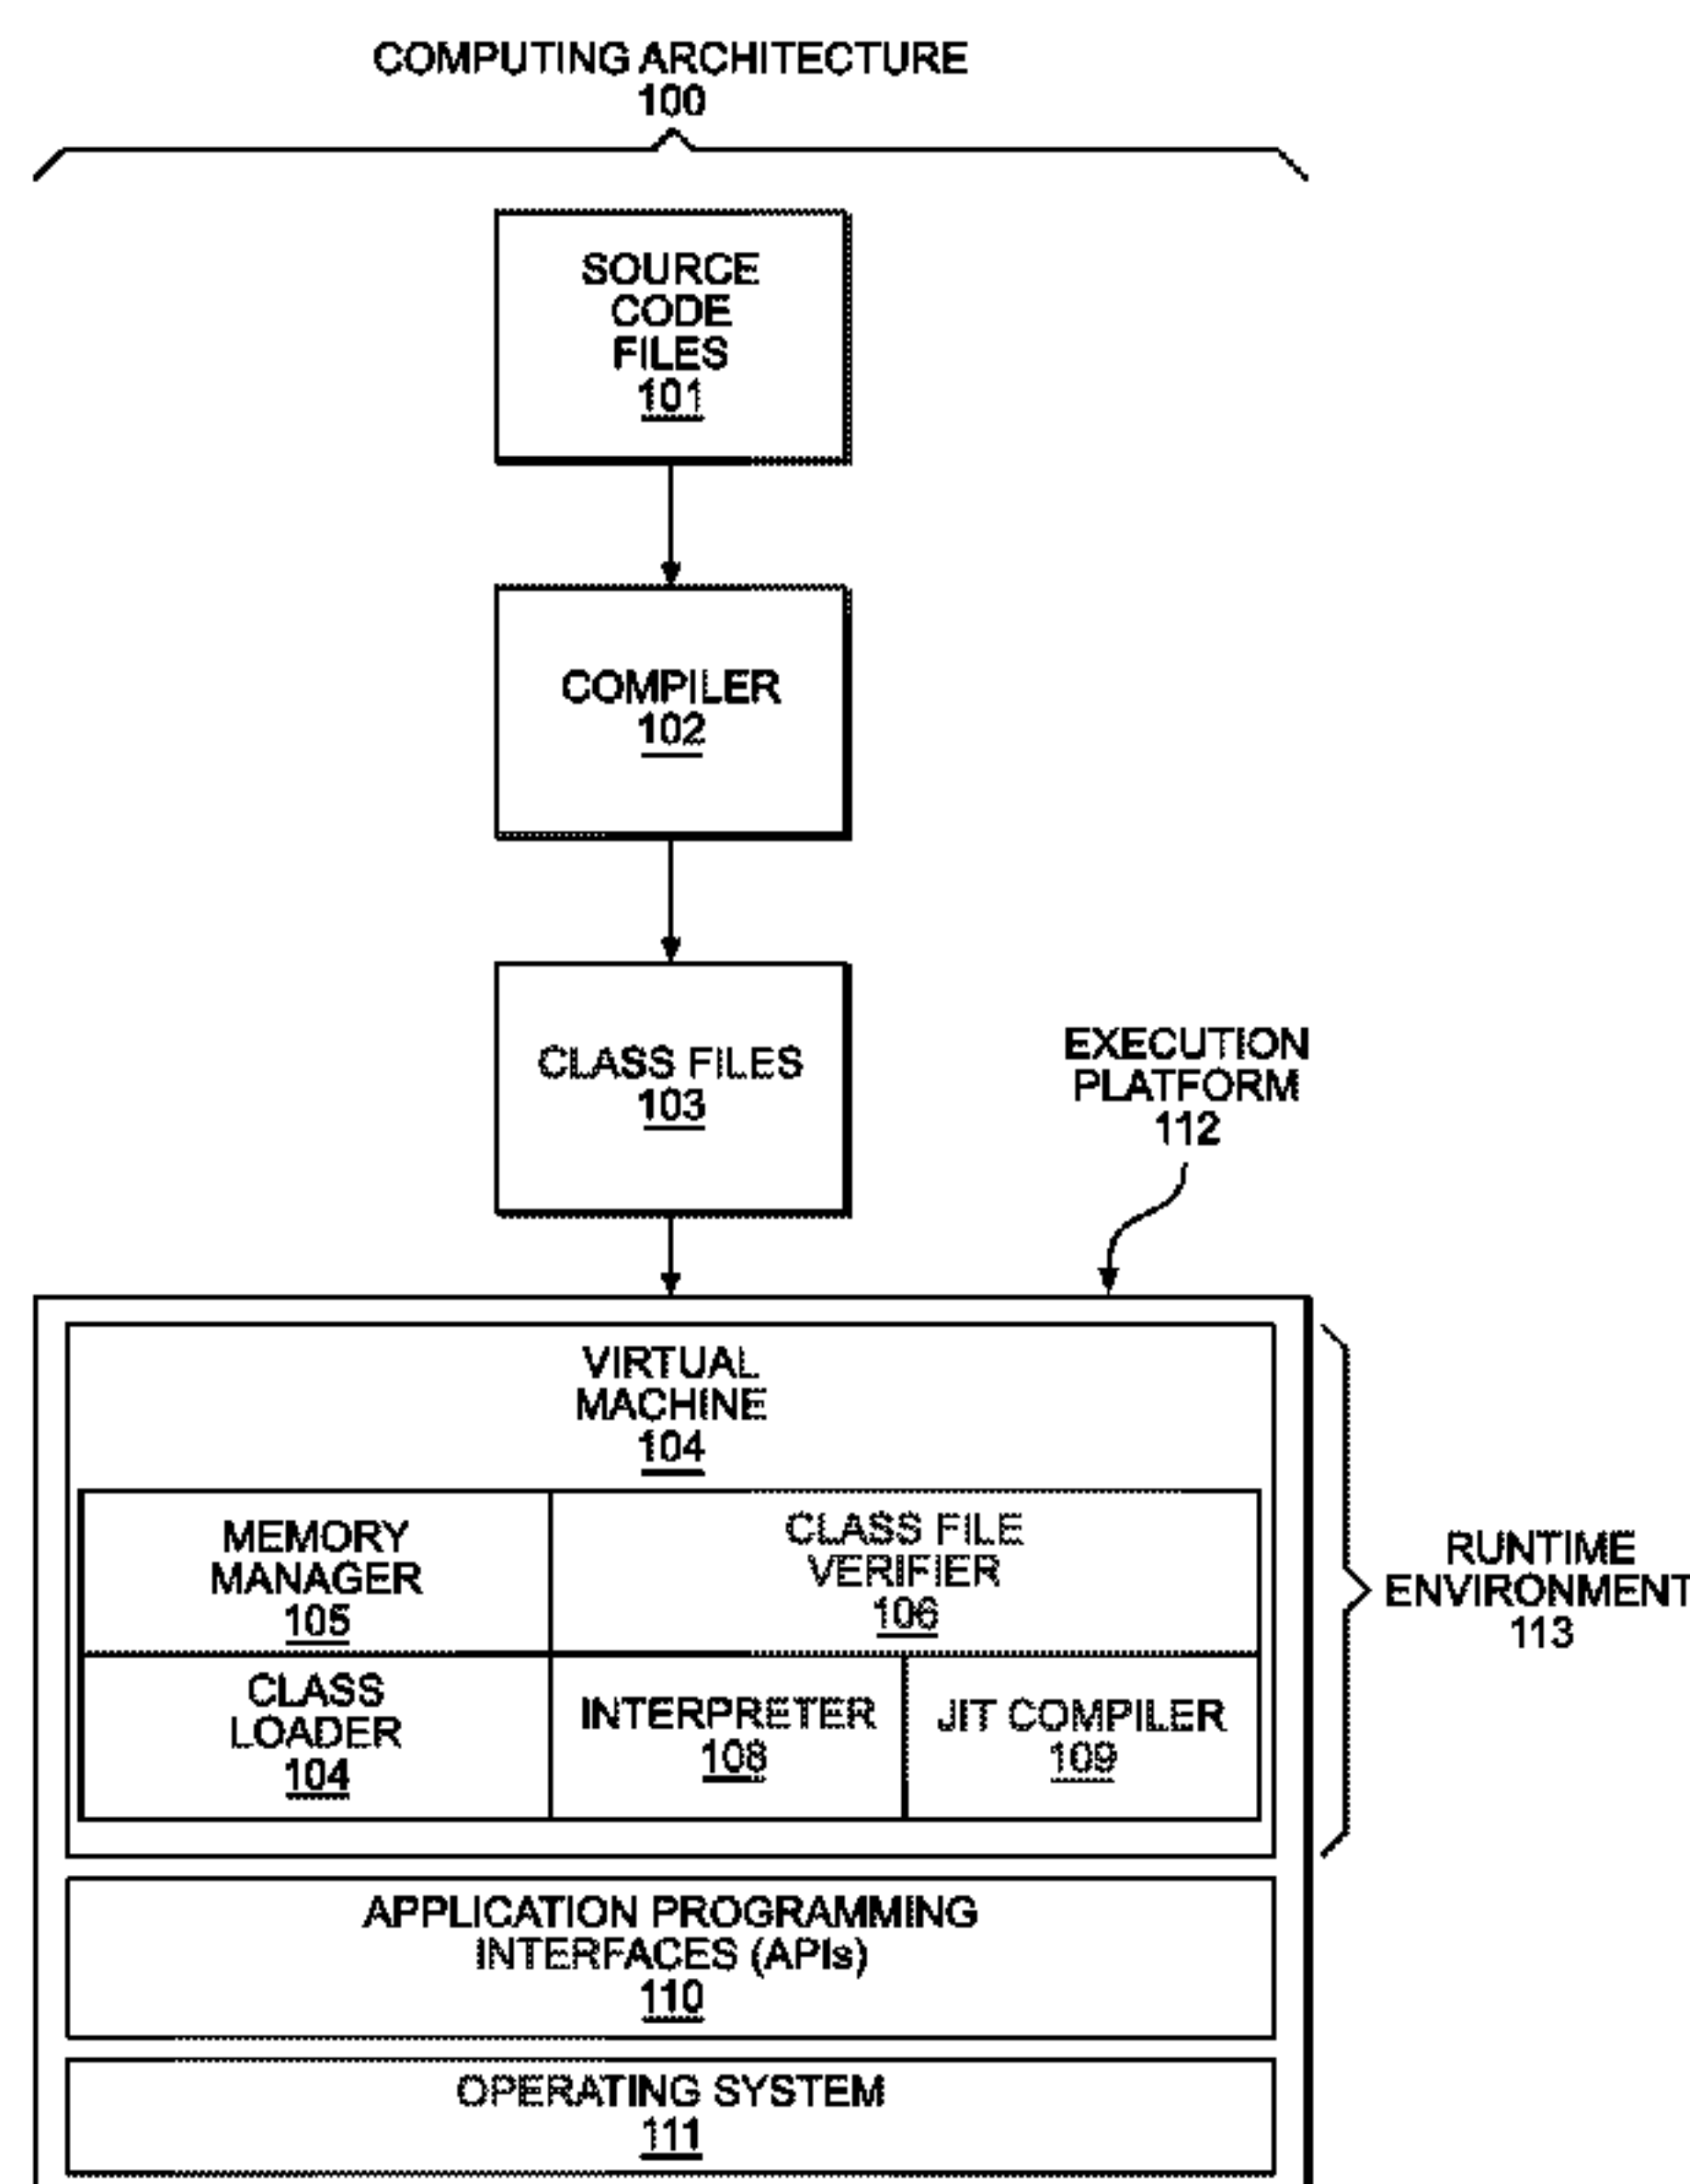 COMPUTING ARCHITECTURE
100
SOURCE
CODE
FILES
101
COMPILER
102
CLASS FILES
103
EXECUTION
PLATFORM
112
VIRTUAL
MACHINE
104
MEMORY
MANAGER
105
CLASS FILE
VERIFIER
106
CLASS
LOADER
104
INTERPRETER
108
JIT COMPILER
109
RUNTIME
ENVIRONMENT
113
APPLICATION PROGRAMMING
INTERFACES (APIs)
110
OPERATING SYSTEM
111